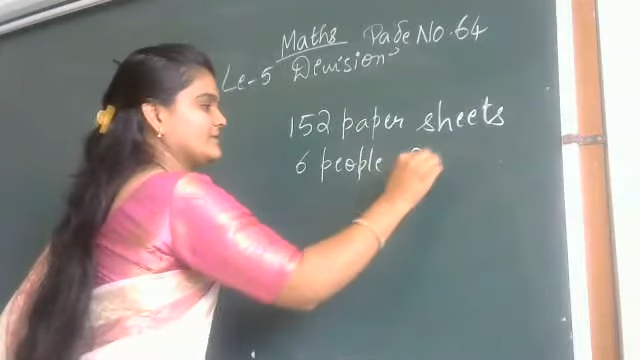 Maths Page No. 64
Le-5 Devision
152 paper sheets
6 people